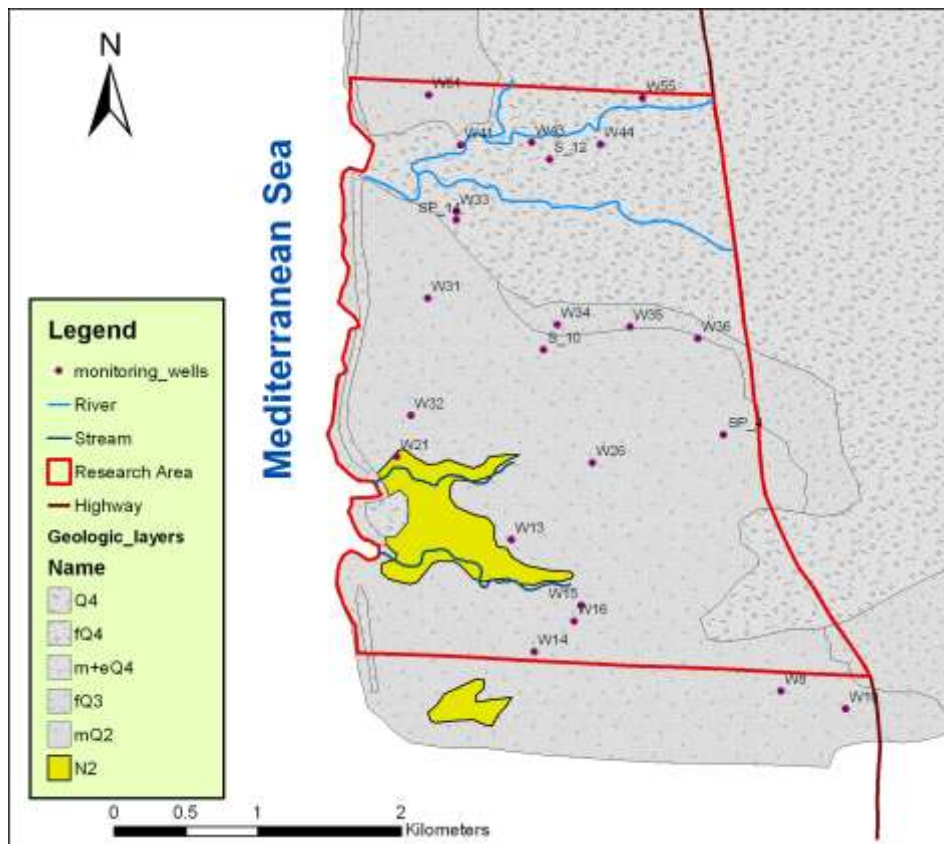 N
Mediterranean Sea
W51
W55
W41
W43
W44
S_12
W33
SP_14
W31
W34
W35
W36
S_10
W32
W21
SP_4
W13
W15
W16
W14
W8
Legend
monitoring_wells
River
Stream
Research Area
Highway
Geologic_layers
Name
Q4
fQ4
m+eQ4
fQ3
mQ2
N2
0 0.5 1 2
Kilometers